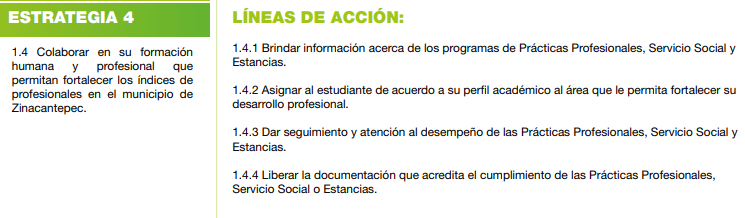 ESTRATEGIA 4
1.4 Colaborar en su formación
humana y profesional que
permitan fortalecer los índices de
profesionales en el municipio de
Zinacantepec.
LÍNEAS DE ACCIÓN:
1.4.1 Brindar información acerca de los programas de Prácticas Profesionales, Servicio Social y
Estancias.
1.4.2 Asignar al estudiante de acuerdo a su perfil académico al área que le permita fortalecer su
desarrollo profesional.
1.4.3 Dar seguimiento y atención al desempeño de las Prácticas Profesionales, Servicio Social y
Estancias.
1.4.4 Liberar la documentación que acredita el cumplimiento de las Prácticas Profesionales,
Servicio Social o Estancias.